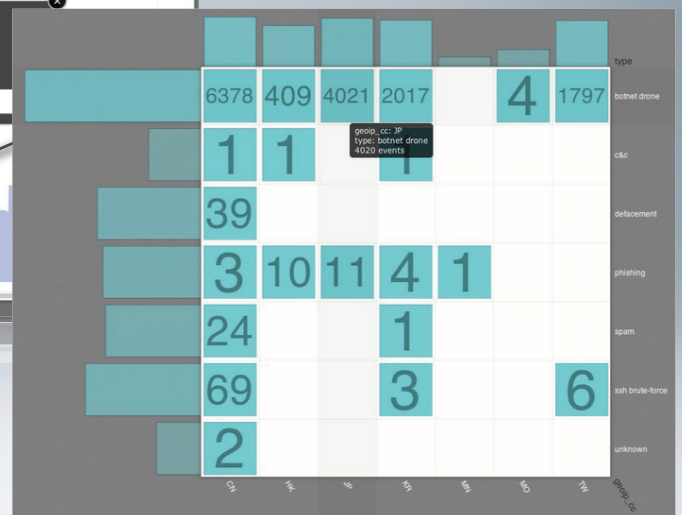 type
6378 409 4021 2017 4 1797 botnet drone
geoip_cc: JP
type: botnet drone
4020 events
1 1 1 c&c
39 defacement
3 10 11 4 1 phishing
24 1 spam
69 3 6 ssh brute-force
2 unknown
CN HK JP KR MN MO TW geoip_cc